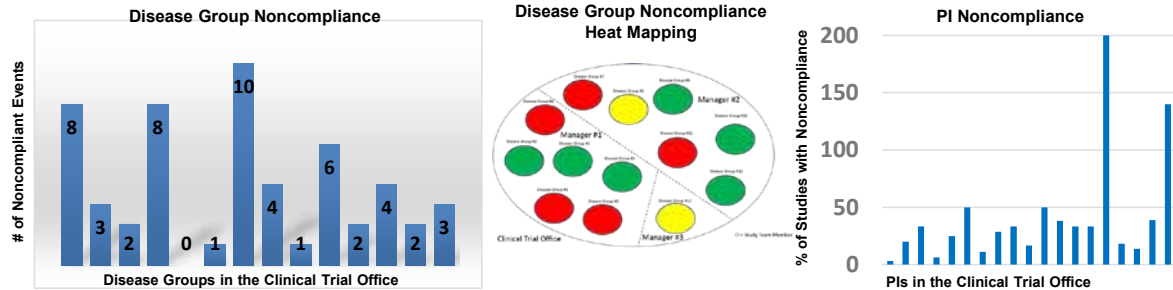 Disease Group Noncompliance
# of Noncompliant Events
8
3
2
8
0
1
10
4
1
6
2
4
2
3
Disease Groups in the Clinical Trial Office
Disease Group Noncompliance
Heat Mapping
Manager #2
Manager #1
Clinical Trial Office
Manager #3
= Study Team Member
PI Noncompliance
% of Studies with Noncompliance
200
150
100
50
0
PIs in the Clinical Trial Office